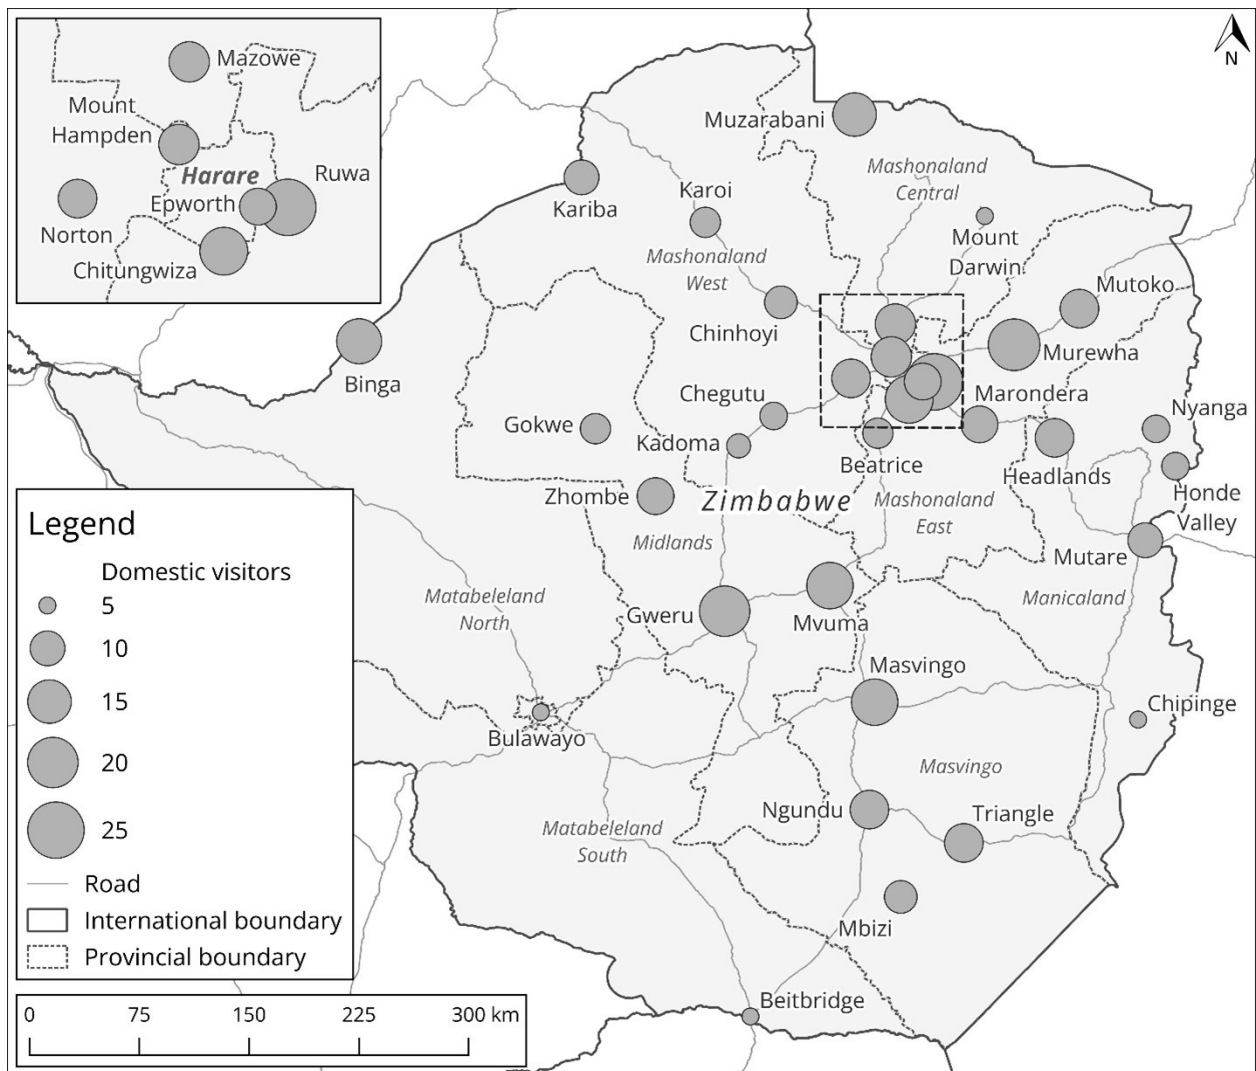 Mazowe
Mount
Hampden
Harare
Ruwa
Epworth
Norton
Chitungwiza
N
Muzarabani
Mashonaland
Central
Kariba
Karoi
Mount
Darwin
Mashonaland
West
Mutoko
Chinhoyi
Murewha
Binga
Chegutu
Marondera
Nyanga
Gokwe
Kadoma
Beatrice
Headlands
Honde
Valley
Zhombe
Zimbabwe
Mashonaland
East
Midlands
Mutare
Matabeleland
North
Gweru
Mvuma
Manicaland
Masvingo
Chipinge
Bulawayo
Masvingo
Ngundu
Triangle
Matabeleland
South
Mbizi
Beitbridge
Legend
Domestic visitors
5
10
15
20
25
Road
International boundary
Provincial boundary
0 75 150 225 300 km